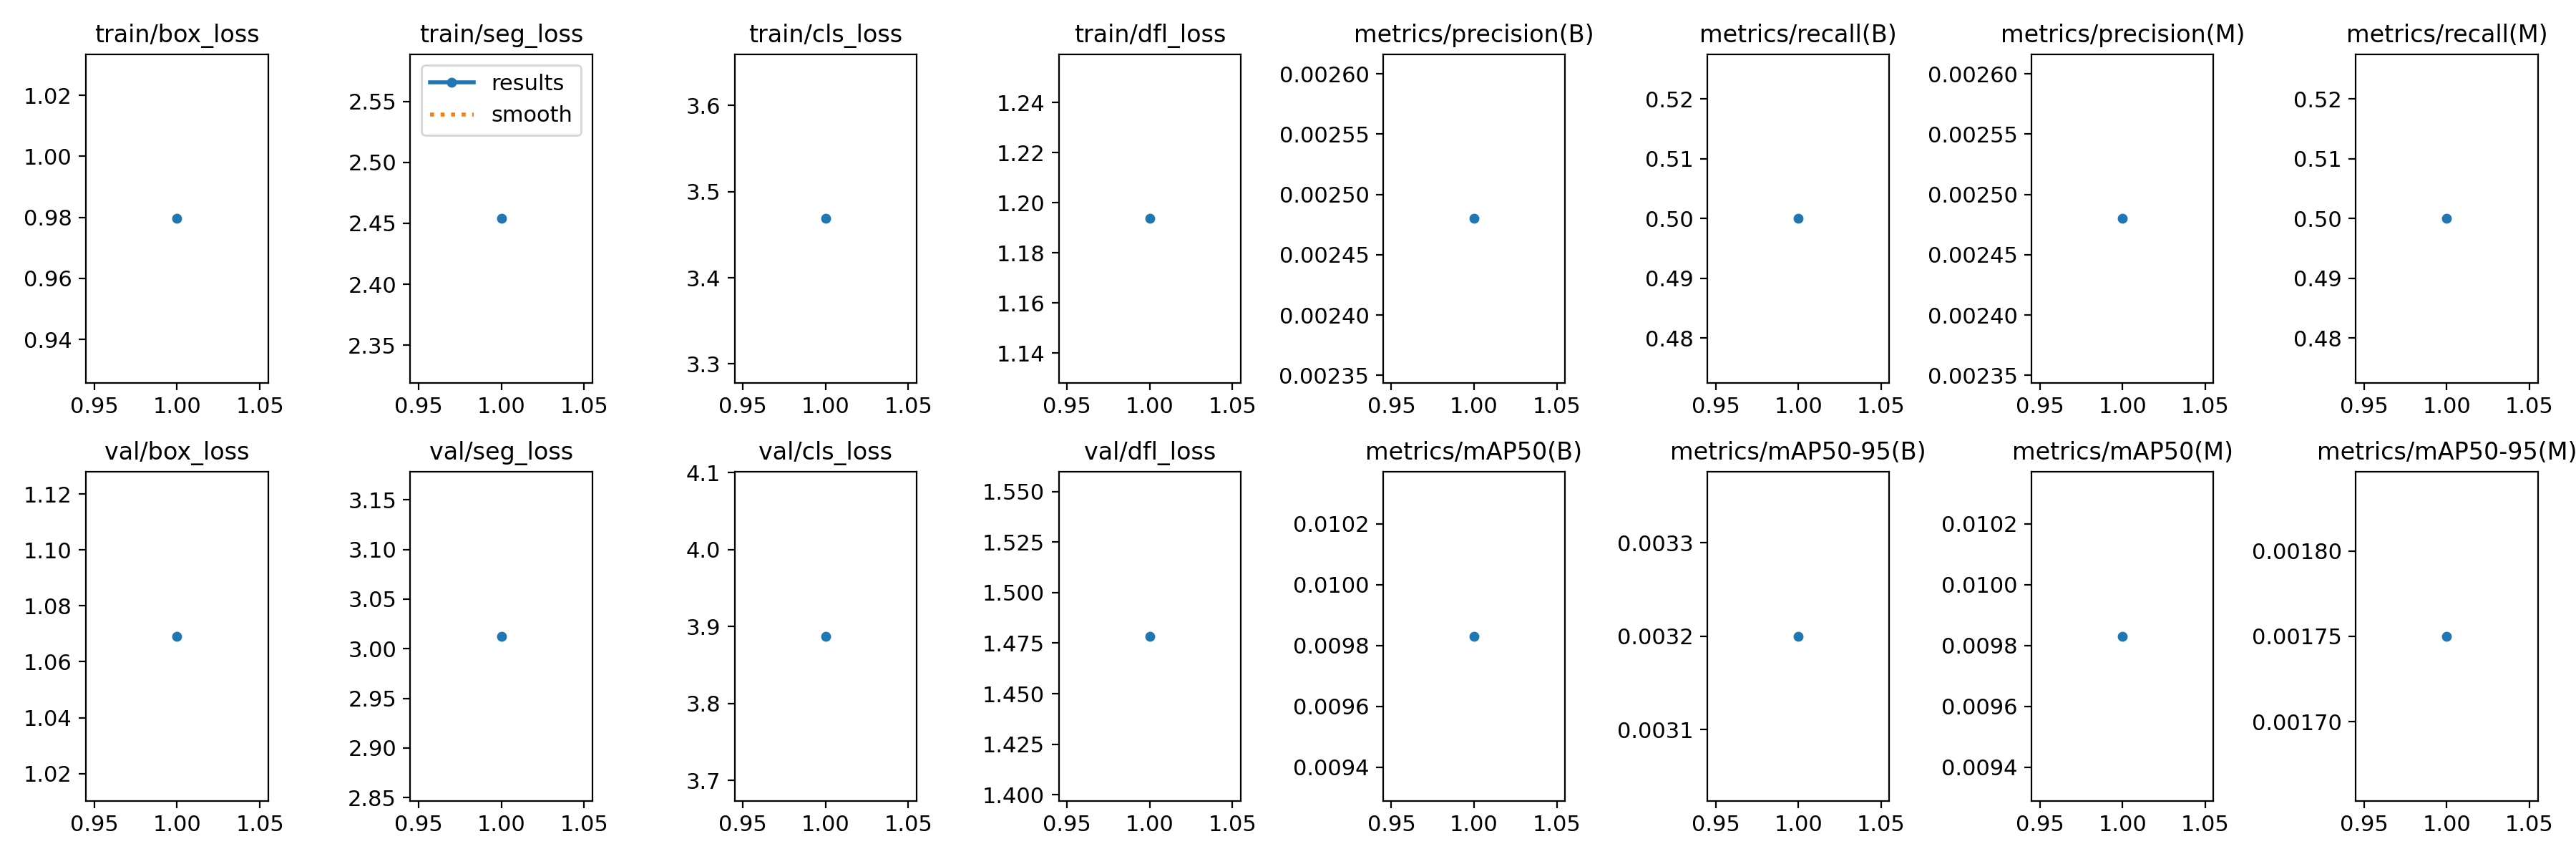 train/box_loss
1.02
1.00
0.98
0.96
0.94
0.95 1.00 1.05
train/seg_loss
results
smooth
2.55
2.50
2.45
2.40
2.35
0.95 1.00 1.05
train/cls_loss
3.6
3.5
3.4
3.3
0.95 1.00 1.05
train/dfl_loss
1.24
1.22
1.20
1.18
1.16
1.14
0.95 1.00 1.05
metrics/precision(B)
0.00260
0.00255
0.00250
0.00245
0.00240
0.00235
0.95 1.00 1.05
metrics/recall(B)
0.52
0.51
0.50
0.49
0.48
0.95 1.00 1.05
metrics/precision(M)
0.00260
0.00255
0.00250
0.00245
0.00240
0.00235
0.95 1.00 1.05
metrics/recall(M)
0.52
0.51
0.50
0.49
0.48
0.95 1.00 1.05
val/box_loss
1.12
1.10
1.08
1.06
1.04
1.02
0.95 1.00 1.05
val/seg_loss
3.15
3.10
3.05
3.00
2.95
2.90
2.85
0.95 1.00 1.05
val/cls_loss
4.1
4.0
3.9
3.8
3.7
0.95 1.00 1.05
val/dfl_loss
1.550
1.525
1.500
1.475
1.450
1.425
1.400
0.95 1.00 1.05
metrics/mAP50(B)
0.0102
0.0100
0.0098
0.0096
0.0094
0.95 1.00 1.05
metrics/mAP50-95(B)
0.0033
0.0032
0.0031
0.95 1.00 1.05
metrics/mAP50(M)
0.0102
0.0100
0.0098
0.0096
0.0094
0.95 1.00 1.05
metrics/mAP50-95(M)
0.00180
0.00175
0.00170
0.95 1.00 1.05